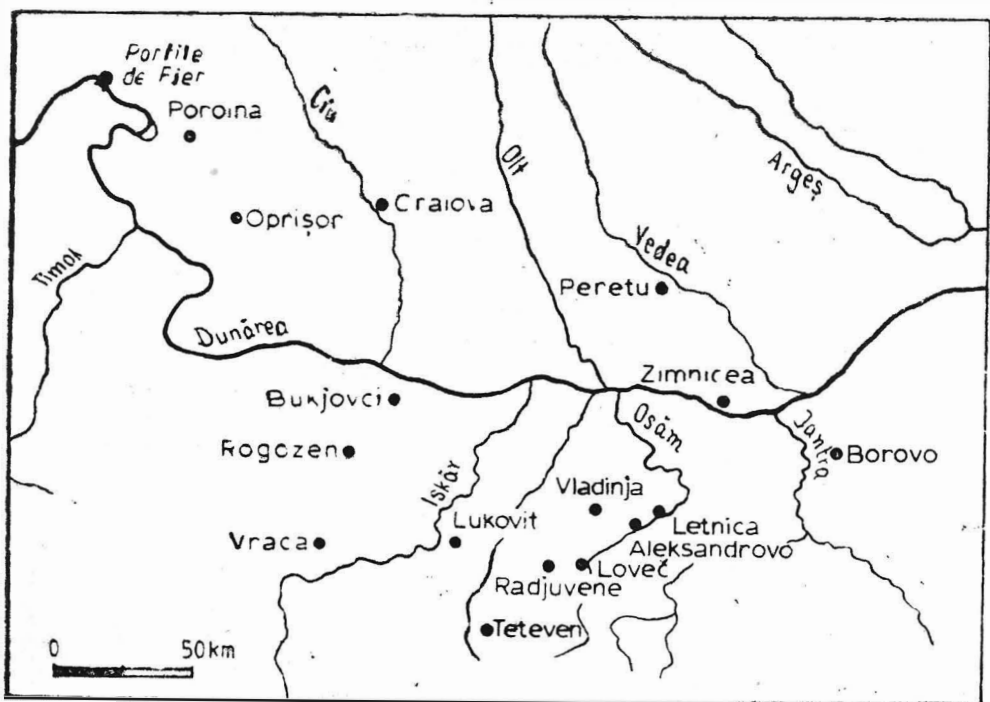 Portile
de Fier
Poroina
Ciu
Olt
Argeș
Craiova
Oprișor
Vedea
Timok
Peretu
Dunărea
Zimnicea
Bukjovci
Osăm
Jantra
Rogozen
Borovo
Iskăr
Vladinja
Letnica
Vraca
Lukovit
Aleksandrovo
Loveč
Radjuvene
Teteven
0 50km